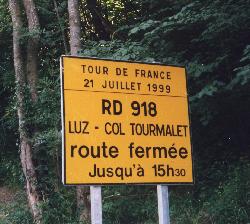 TOUR DE FRANCE
21 JUILLET 1999
RD 918
LUZ - COL TOURMALET
route fermée
Jusqu'à 15h30